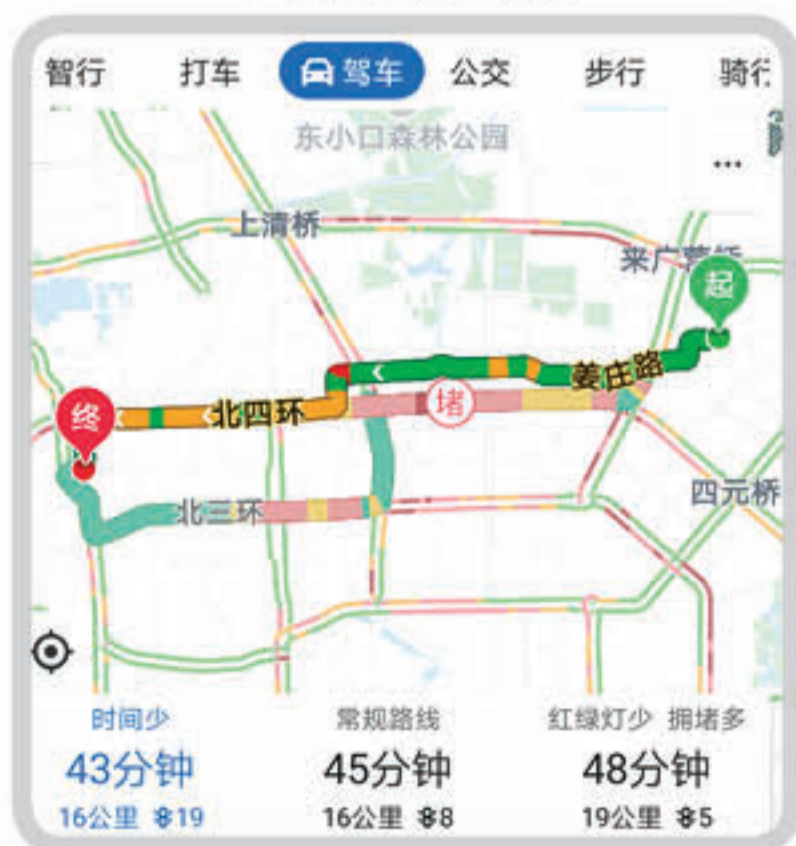 智行 打车 驾车 公交 步行 骑行
东小口森林公园
...
上清桥
来广营桥
起
姜庄路
终
北四环
堵
四元桥
北三环
时间少 常规路线 红绿灯少 拥堵多
43分钟 45分钟 48分钟
16公里 19 16公里 8 19公里 5